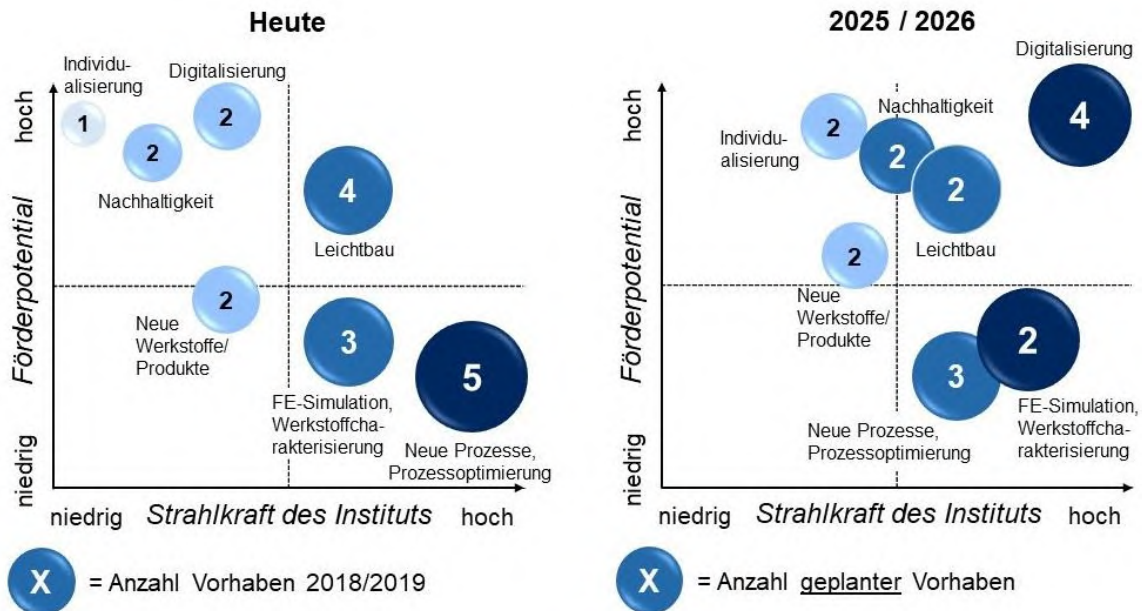 Heute
Individu-
alisierung
Digitalisierung
1
2
2
Nachhaltigkeit
4
Leichtbau
2
Neue
Werkstoffe/
Produkte
3
FE-Simulation,
Werkstoffcha-
rakterisierung
5
Neue Prozesse,
Prozessoptimierung
hoch
Förderpotential
niedrig
niedrig
Strahlkraft des Instituts
hoch
X = Anzahl Vorhaben 2018/2019
2025 / 2026
Digitalisierung
4
Nachhaltigkeit
Individu-
alisierung
2
2
2
Leichtbau
2
Neue
Werkstoffe/
Produkte
2
3
Neue Prozesse,
Prozessoptimierung
FE-Simulation,
Werkstoffcha-
rakterisierung
hoch
Förderpotential
niedrig
niedrig
Strahlkraft des Instituts
hoch
X = Anzahl geplanter Vorhaben